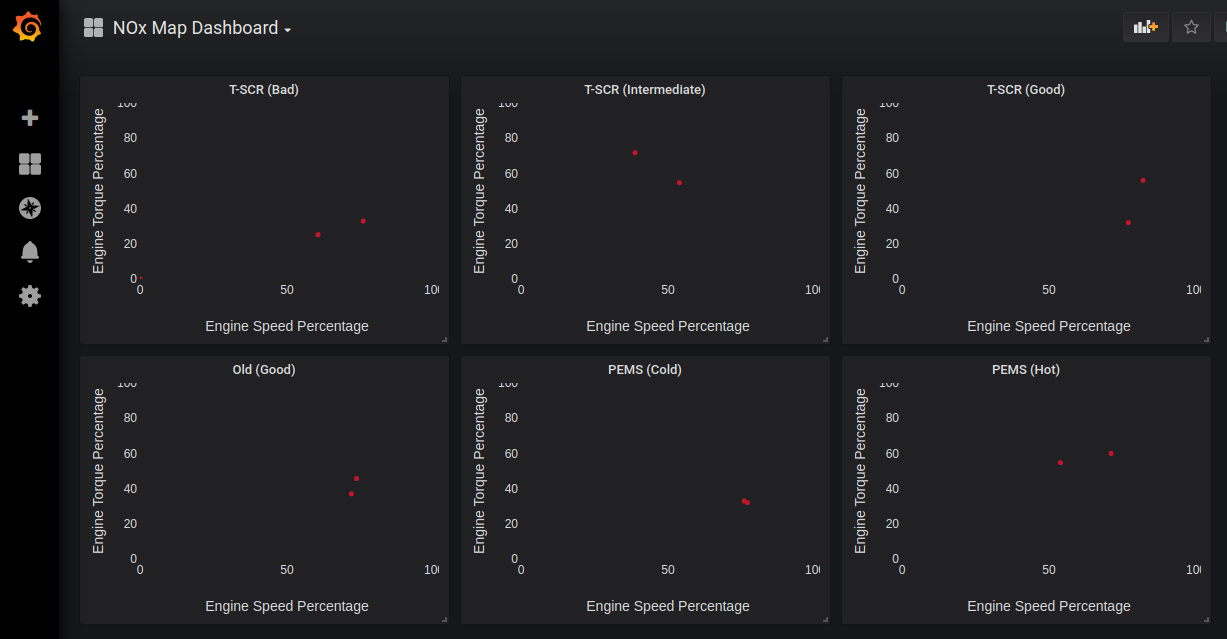 NOx Map Dashboard
T-SCR (Bad)
Engine Torque Percentage
100
80
60
40
20
0
0 50 100
Engine Speed Percentage
T-SCR (Intermediate)
Engine Torque Percentage
100
80
60
40
20
0
0 50 100
Engine Speed Percentage
T-SCR (Good)
Engine Torque Percentage
100
80
60
40
20
0
0 50 100
Engine Speed Percentage
Old (Good)
Engine Torque Percentage
100
80
60
40
20
0
0 50 100
Engine Speed Percentage
PEMS (Cold)
Engine Torque Percentage
100
80
60
40
20
0
0 50 100
Engine Speed Percentage
PEMS (Hot)
Engine Torque Percentage
100
80
60
40
20
0
0 50 100
Engine Speed Percentage